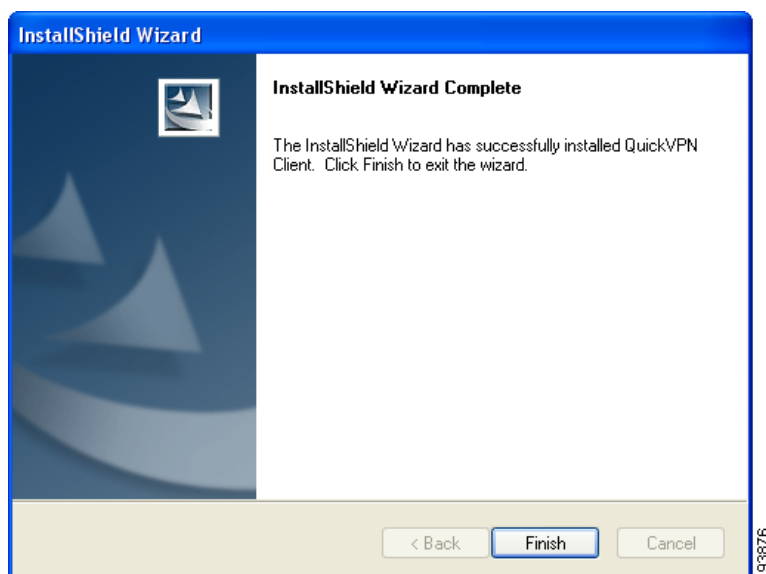 InstallShield Wizard
InstallShield Wizard Complete
The InstallShield Wizard has successfully installed QuickVPN
Client. Click Finish to exit the wizard.
< Back
Finish
Cancel